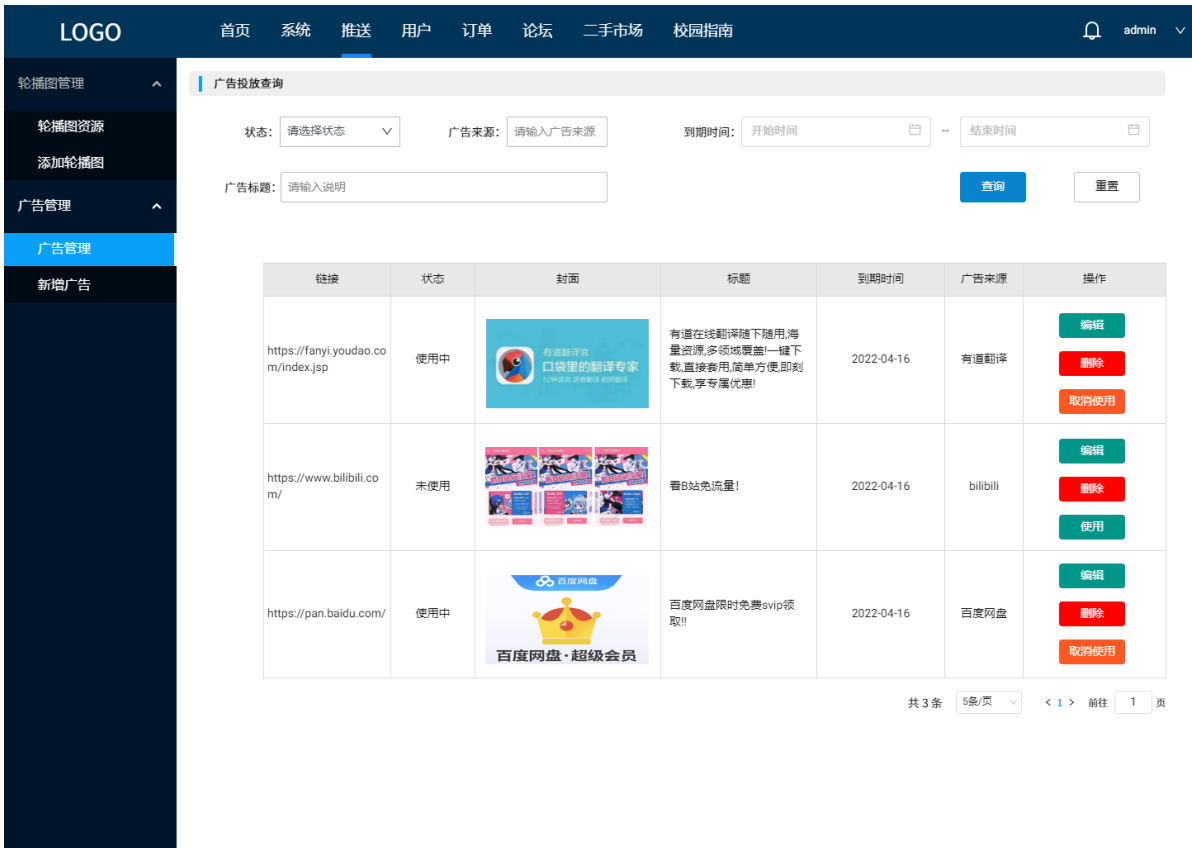 LOGO
首页 系统 推送 用户 订单 论坛 二手市场 校园指南
admin
轮播图管理
轮播图资源
添加轮播图
广告管理
广告管理
新增广告
广告投放查询
状态: 请选择状态 广告来源: 请输入广告来源 到期时间: 开始时间 -- 结束时间
广告标题: 请输入说明 查询 重置
链接 状态 封面 标题 到期时间 广告来源 操作
https://fanyi.youdao.co
m/index.jsp
使用中
有道翻译官
口袋里的翻译专家
有道在线翻译随下随用,海
量资源,多领域覆盖!一键下
载,直接套用,简单方便,即刻
下载,享专属优惠!
2022-04-16
有道翻译
编辑
删除
取消使用
https://www.bilibili.co
m/
未使用
看B站免流量!
2022-04-16
bilibili
编辑
删除
使用
https://pan.baidu.com/
使用中
百度网盘
百度网盘·超级会员
百度网盘限时免费svip领
取!!
2022-04-16
百度网盘
编辑
删除
取消使用
共 3 条 5条/页 < 1 > 前往 1 页